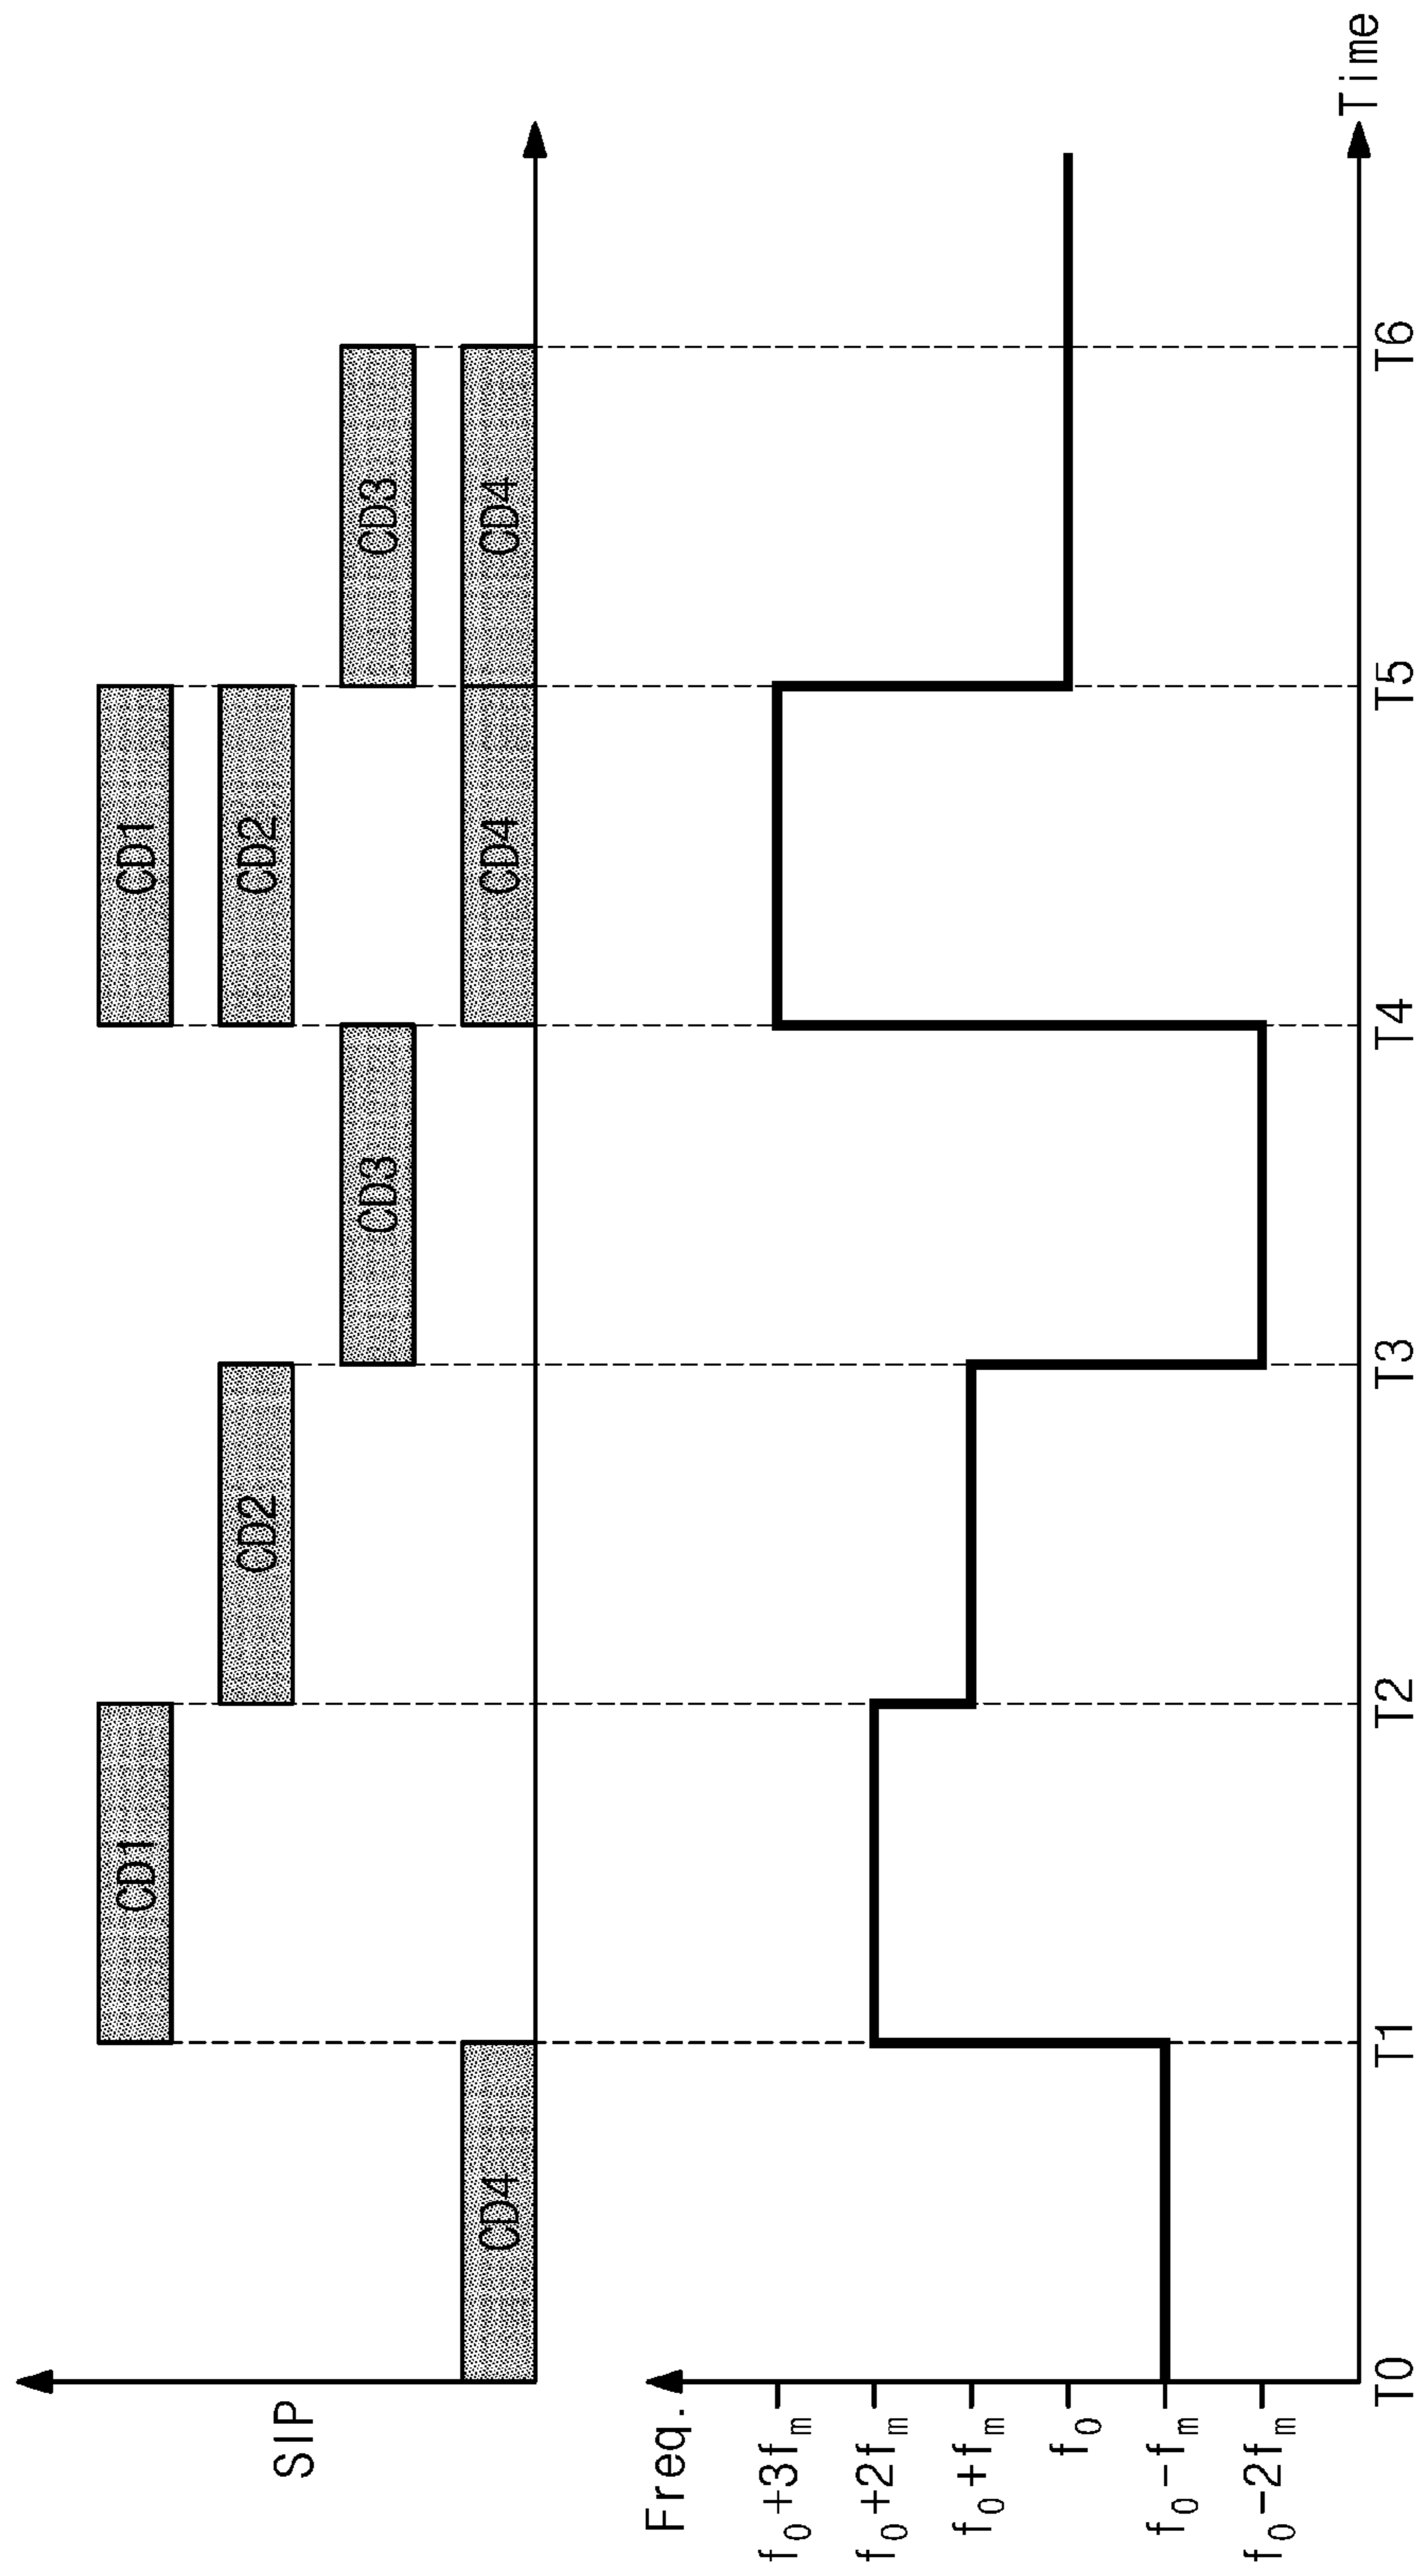 SIP
CD1 CD1
CD2 CD2
CD3 CD3
CD4 CD4 CD4
Freq.
f0+3fm
f0+2fm
f0+fm
f0
f0-fm
f0-2fm
T0 T1 T2 T3 T4 T5 T6 Time